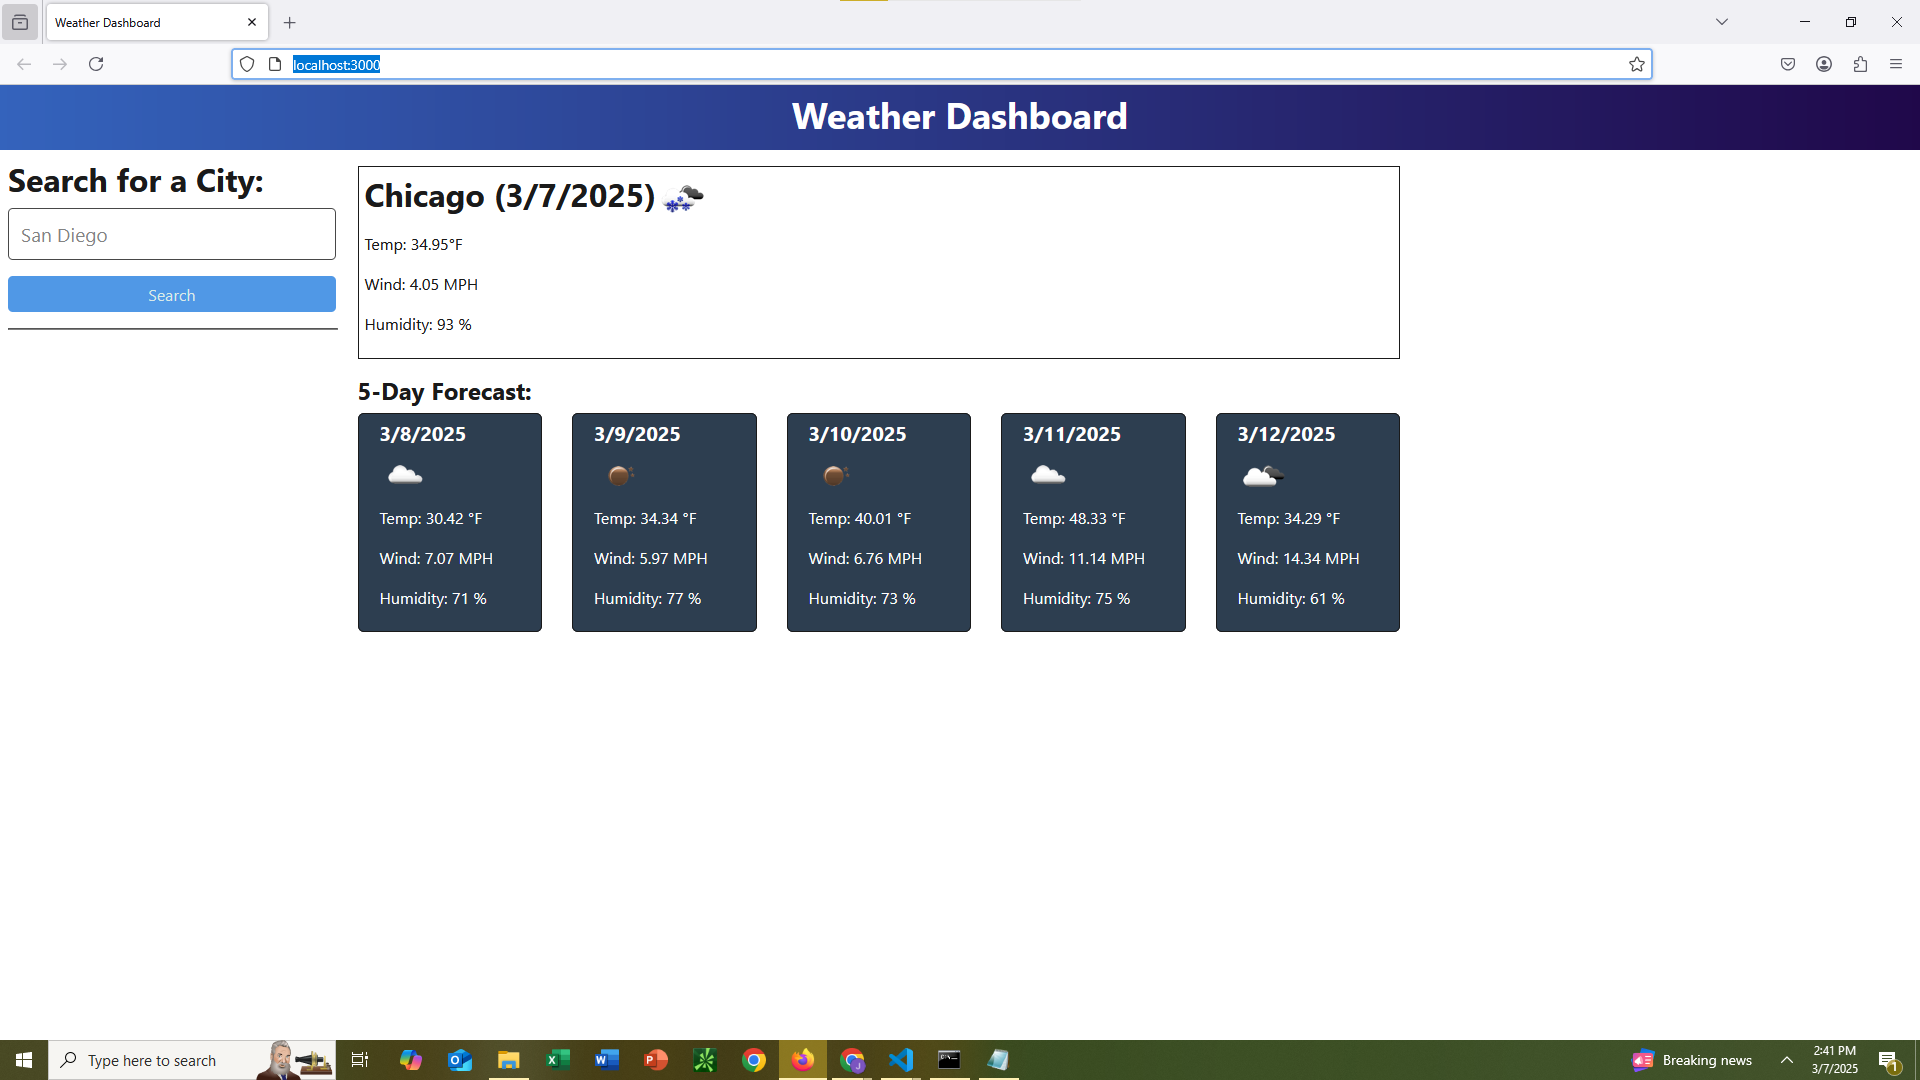 Weather Dashboard
localhost:3000
Weather Dashboard
Search for a City:
San Diego
Search
Chicago (3/7/2025)
Temp: 34.95°F
Wind: 4.05 MPH
Humidity: 93 %
5-Day Forecast:
3/8/2025
Temp: 30.42 °F
Wind: 7.07 MPH
Humidity: 71 %
3/9/2025
Temp: 34.34 °F
Wind: 5.97 MPH
Humidity: 77 %
3/10/2025
Temp: 40.01 °F
Wind: 6.76 MPH
Humidity: 73 %
3/11/2025
Temp: 48.33 °F
Wind: 11.14 MPH
Humidity: 75 %
3/12/2025
Temp: 34.29 °F
Wind: 14.34 MPH
Humidity: 61 %
Type here to search
Breaking news
2:41 PM
3/7/2025
1